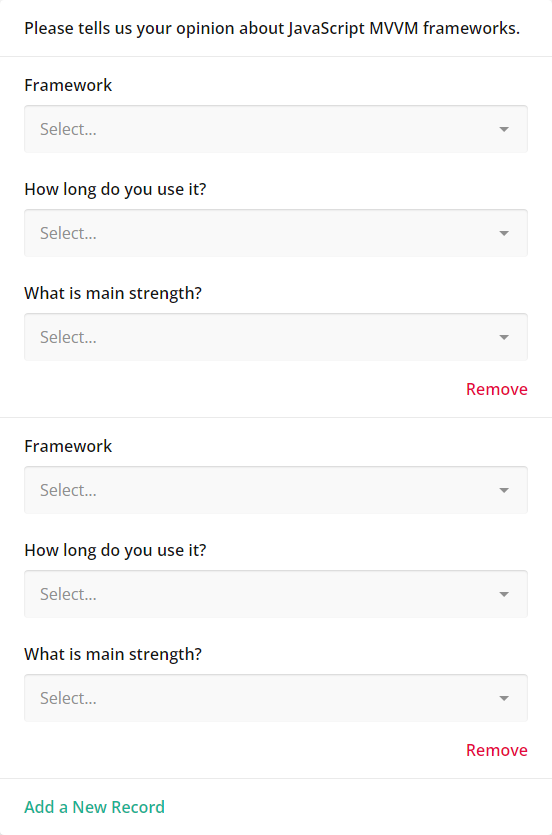 Please tells us your opinion about JavaScript MVVM frameworks.
Framework
Select...
How long do you use it?
Select...
What is main strength?
Select...
Remove
Framework
Select...
How long do you use it?
Select...
What is main strength?
Select...
Remove
Add a New Record